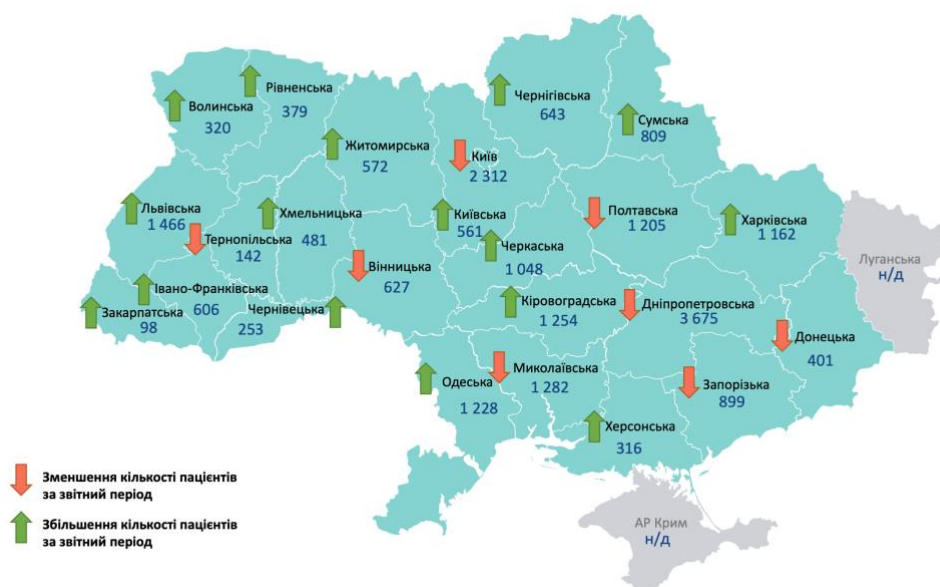 Рівненська
379
Волинська
320
Чернігівська
643
Сумська
809
Житомирська
572
Київ
2 312
Львівська
1 466
Хмельницька
481
Тернопільська
142
Київська
561
Черкаська
1 048
Полтавська
1 205
Харківська
1 162
Луганська
н/д
Вінницька
627
Івано-Франківська
606
Закарпатська
98
Чернівецька
253
Кіровоградська
1 254
Дніпропетровська
3 675
Донецька
401
Одеська
1 228
Миколаївська
1 282
Запорізька
899
Херсонська
316
Зменшення кількості пацієнтів
за звітний період
Збільшення кількості пацієнтів
за звітний період
АР Крим
н/д